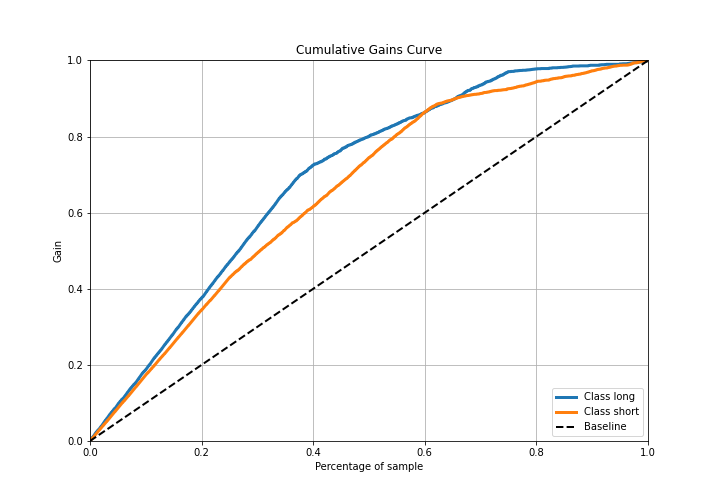 Cumulative Gains Curve
1.0
0.8
0.6
0.4
0.2
0.0
Gain
0.0 0.2 0.4 0.6 0.8 1.0
Percentage of sample
Class long
Class short
Baseline